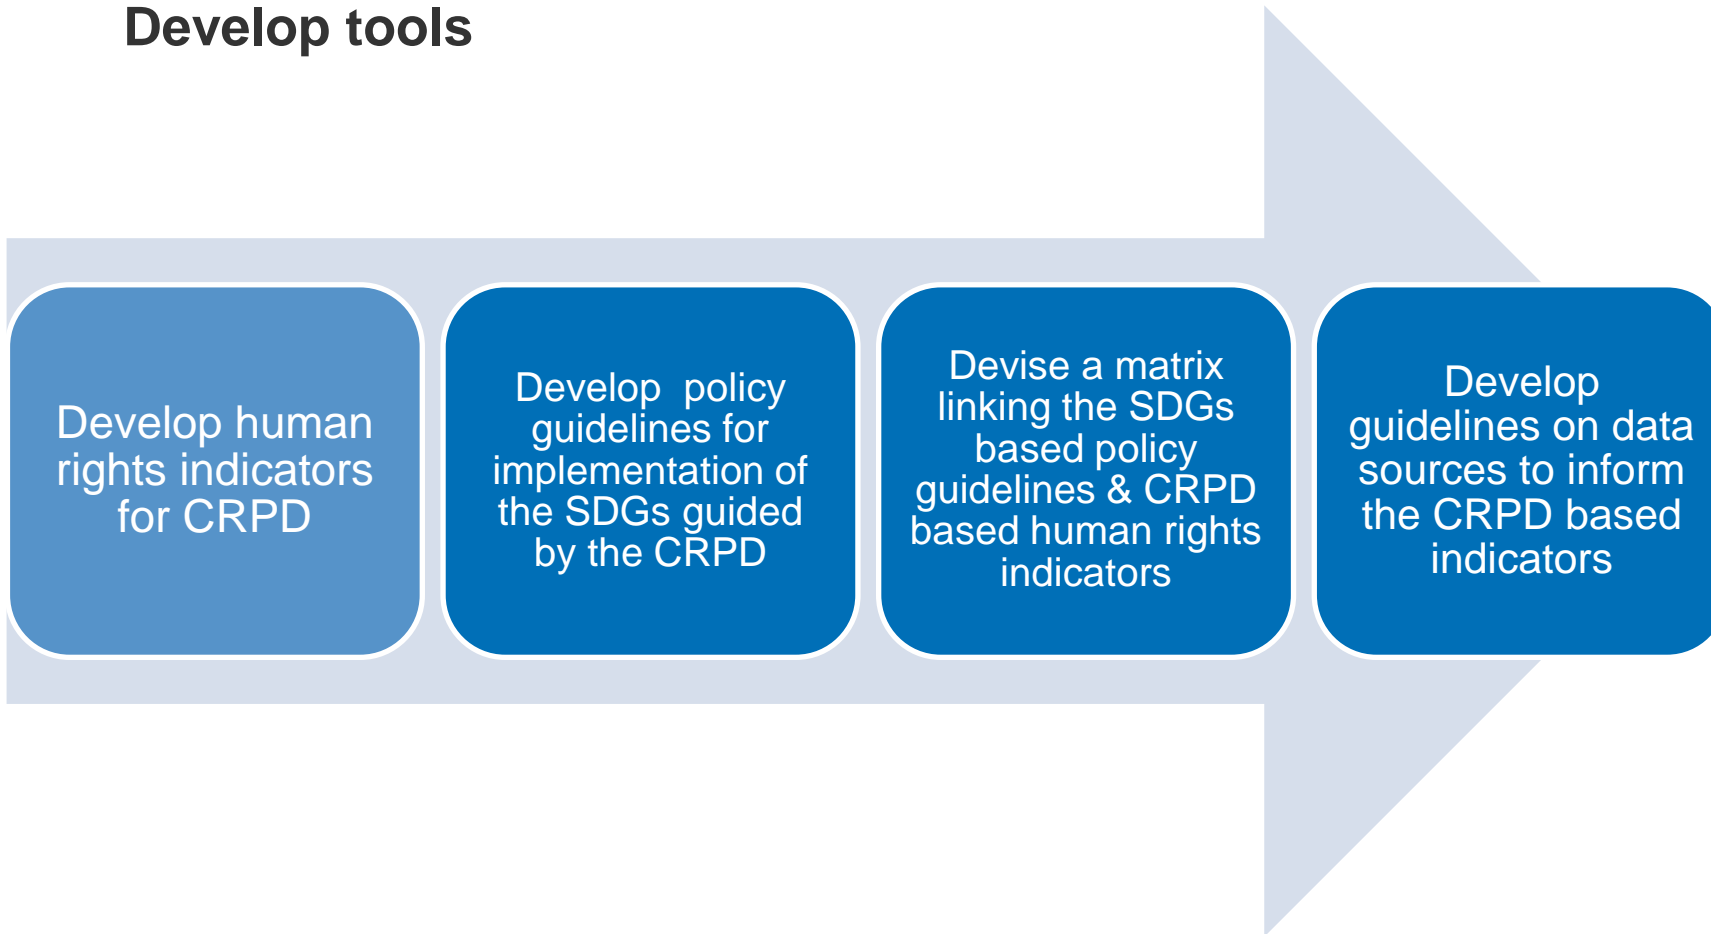 Develop tools
Develop human
rights indicators
for CRPD
Develop  policy
guidelines for
implementation of
the SDGs guided
by the CRPD
Devise a matrix
linking the SDGs
based policy
guidelines & CRPD
based human rights
indicators
Develop
guidelines on data
sources to inform
the CRPD based
indicators